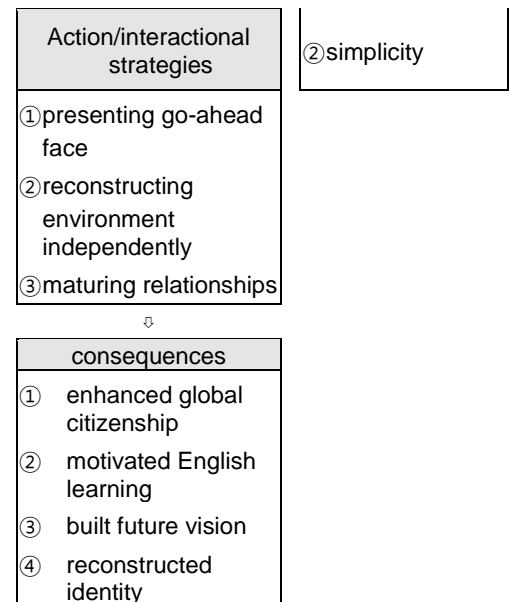 Action/interactional
strategies
①presenting go-ahead
face
②reconstructing
environment
independently
③maturing relationships
⇩
consequences
① enhanced global
citizenship
② motivated English
learning
③ built future vision
④ reconstructed
identity
②simplicity